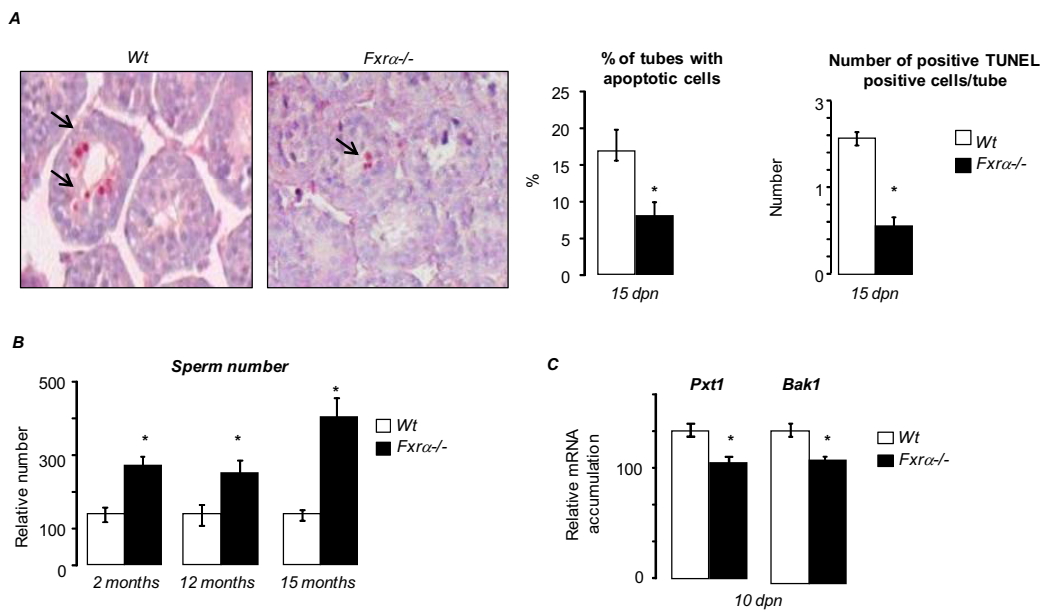 A
Wt
Fxrα-/-
% of tubes with
apoptotic cells
25
20
15
10
5
0
%
*
15 dpn
Number of positive TUNEL
positive cells/tube
3
1
0
Number
*
15 dpn
Wt
Fxrα-/-
B
Sperm number
500
300
100
0
Relative number
*
*
*
2 months
12 months
15 months
Wt
Fxrα-/-
C
Pxt1
Bak1
100
0
Relative mRNA
accumulation
*
*
10 dpn
Wt
Fxrα-/-